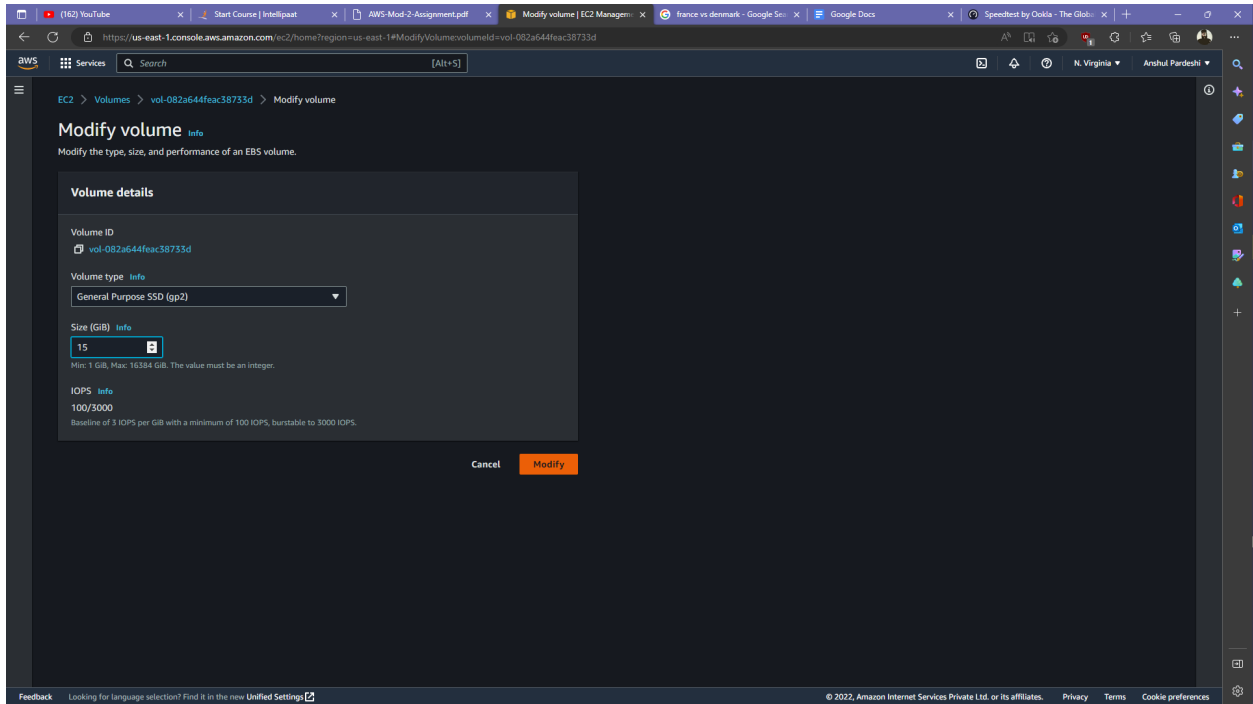 (162) YouTube
Start Course | Intellipaat
AWS-Mod-2-Assignment.pdf
Modify volume | EC2 Manageme
france vs denmark - Google Sea
Google Docs
Speedtest by Ookla - The Globa
https://us-east-1.console.aws.amazon.com/ec2/home?region=us-east-1#ModifyVolume:volumeId=vol-082a644feac38733d
aws Services Search [Alt+S] N. Virginia Anshul Pardeshi
EC2 > Volumes > vol-082a644feac38733d > Modify volume
Modify volume Info
Modify the type, size, and performance of an EBS volume.
Volume details
Volume ID
vol-082a644feac38733d
Volume type Info
General Purpose SSD (gp2)
Size (GiB) Info
15
Min: 1 GiB, Max: 16384 GiB. The value must be an integer.
IOPS Info
100/3000
Baseline of 3 IOPS per GiB with a minimum of 100 IOPS, burstable to 3000 IOPS.
Cancel Modify
Feedback Looking for language selection? Find it in the new Unified Settings © 2022, Amazon Internet Services Private Ltd. or its affiliates. Privacy Terms Cookie preferences